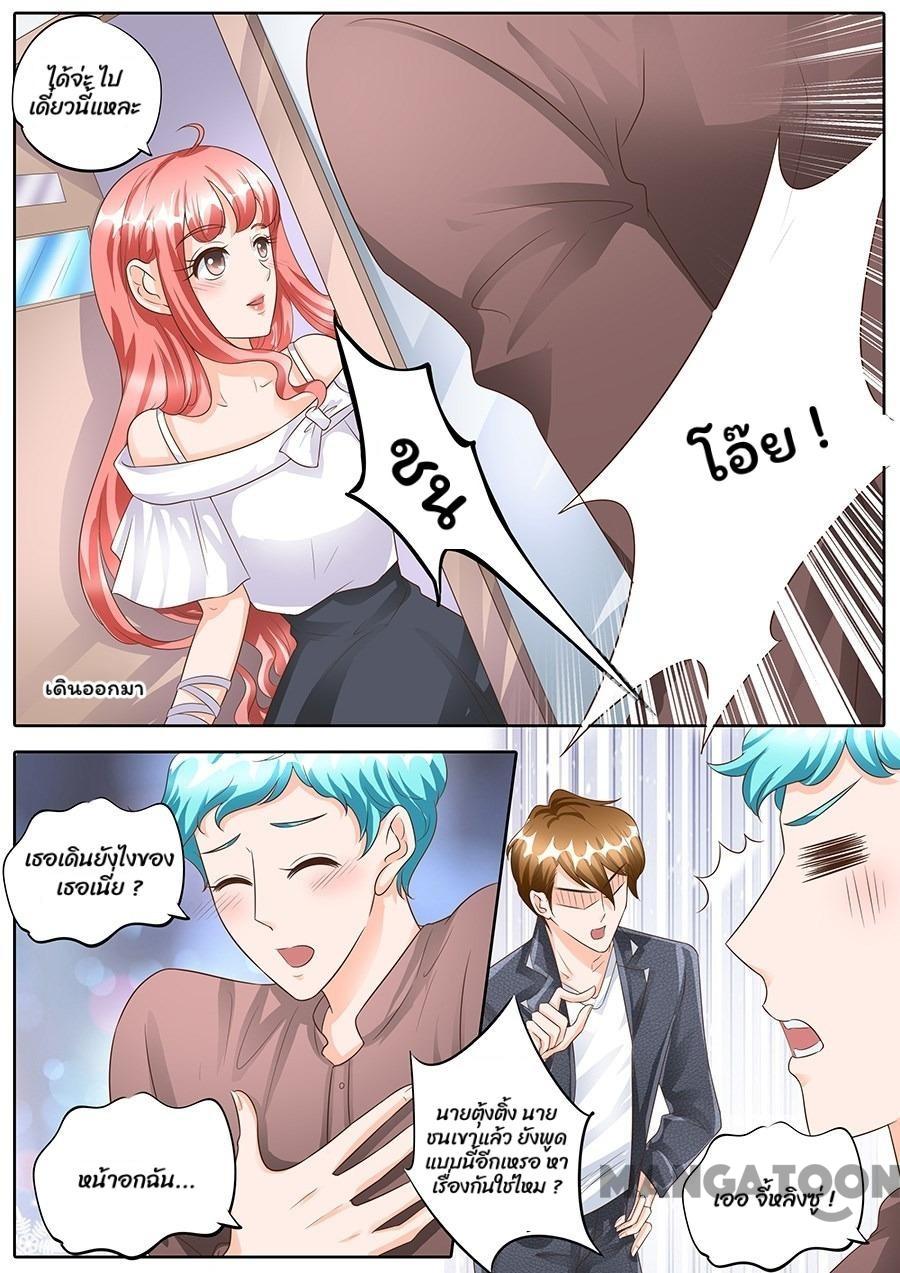 ได้จ่ะ ไป
เดี๋ยวนี้แหละ
ชน
โอ๊ย !
เดินออกมา
เธอเดินยังไงของ
เธอเนี่ย ?
หน้าอกฉัน...
นายตุ้งติ้ง นาย
ชนเขาแล้ว ยังพูด
แบบนี้อีกเหรอ หา
เรื่องกันใช่ไหม ?
เออ จี้หลิงซู่ !
MANGATOON